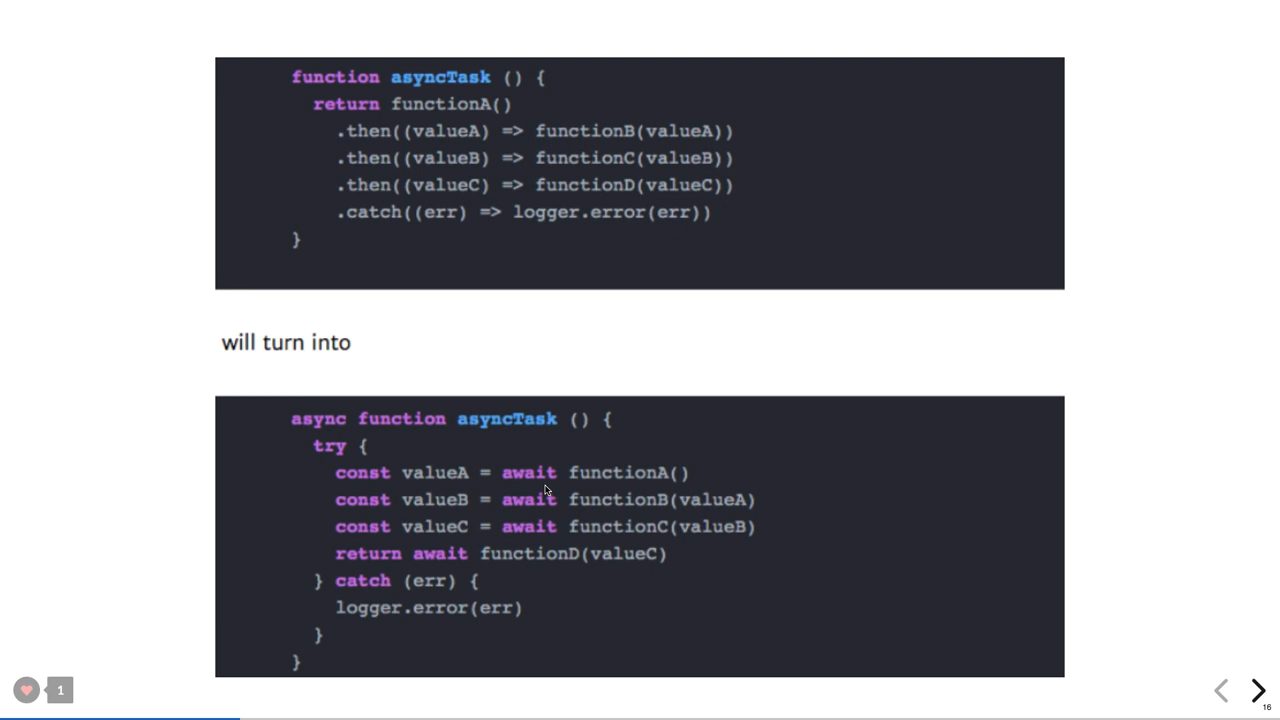 function asyncTask () {
return functionA()
.then((valueA) => functionB(valueA))
.then((valueB) => functionC(valueB))
.then((valueC) => functionD(valueC))
.catch((err) => logger.error(err))
}
will turn into
async function asyncTask () {
try {
const valueA = await functionA()
const valueB = await functionB(valueA)
const valueC = await functionC(valueB)
return await functionD(valueC)
} catch (err) {
logger.error(err)
}
}
1
16